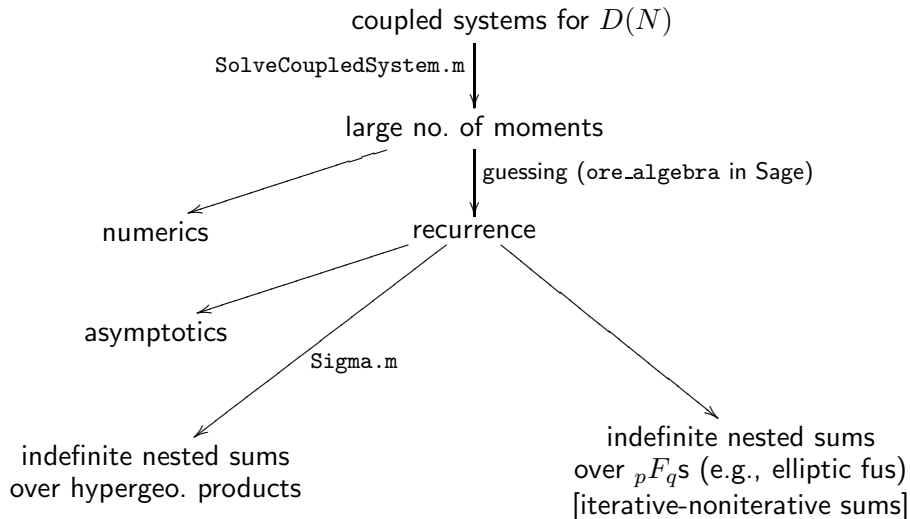 coupled systems for D(N)
SolveCoupledSystem.m
large no. of moments
guessing (ore_algebra in Sage)
numerics
recurrence
asymptotics
Sigma.m
indefinite nested sums
over hypergeo. products
indefinite nested sums
over pFqs (e.g., elliptic fus)
[iterative-noniterative sums]